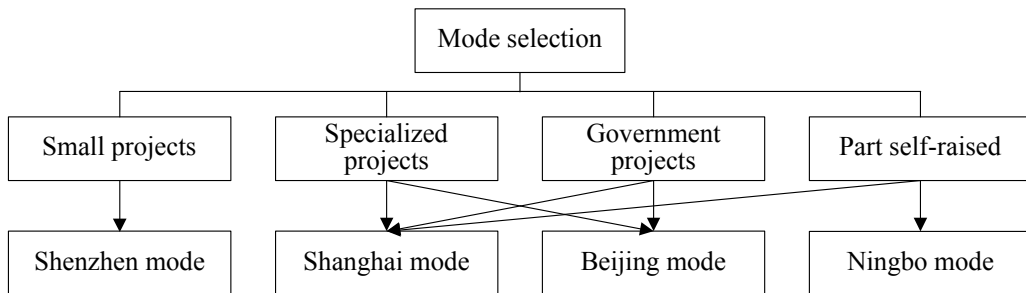 Mode selection
Small projects
Specialized
projects
Government
projects
Part self-raised
Shenzhen mode
Shanghai mode
Beijing mode
Ningbo mode